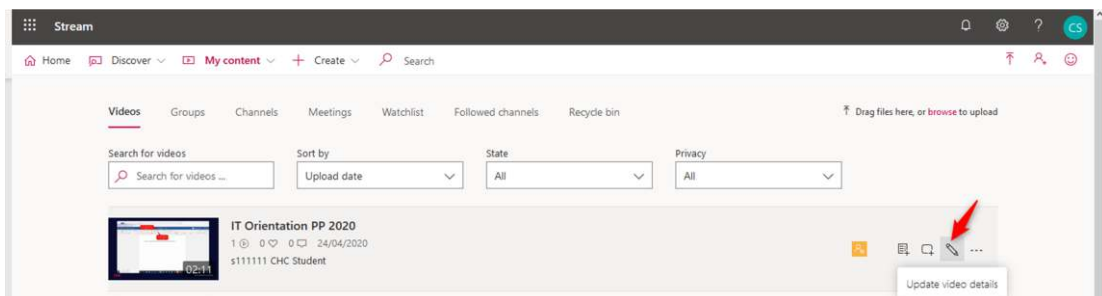 Stream
CS
Home Discover My content Create Search
Videos Groups Channels Meetings Watchlist Followed channels Recycle bin Drag files here, or browse to upload
Search for videos Sort by State Privacy
Search for videos ... Upload date All All
IT Orientation PP 2020
1 0 0 24/04/2020
s111111 CHC Student
02:11
Update video details